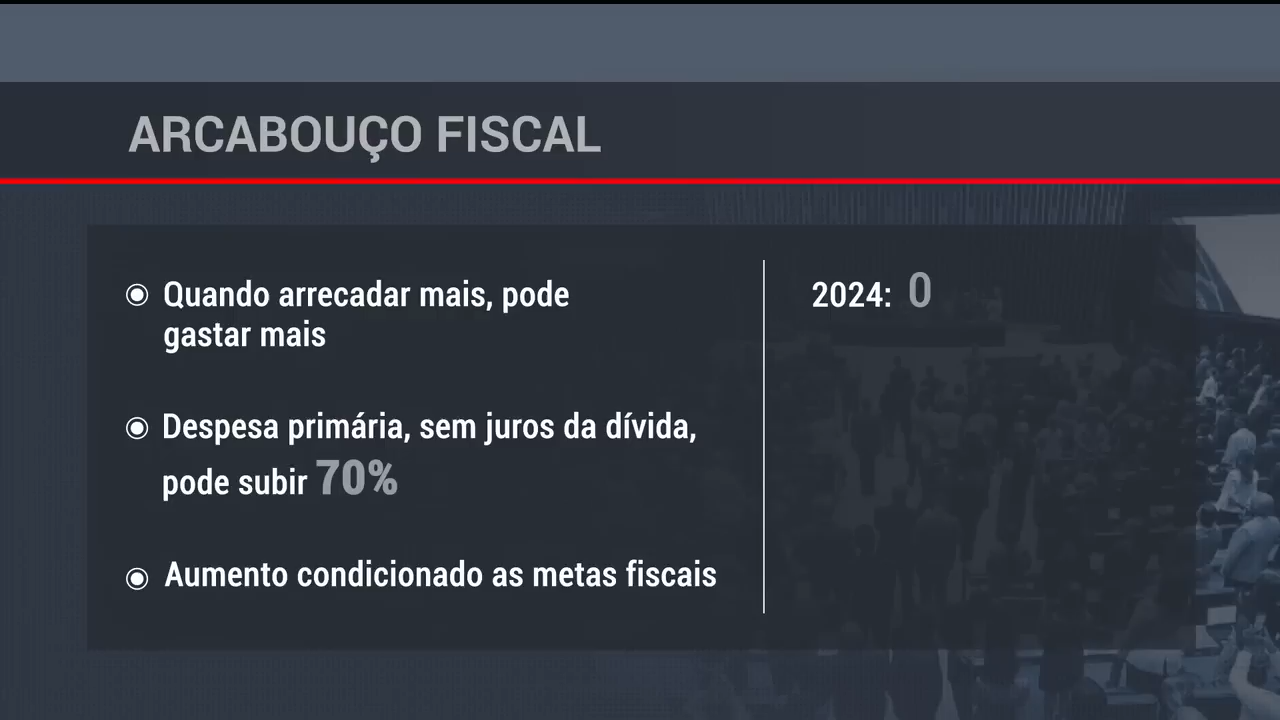 ARCABOUÇO FISCAL
Quando arrecadar mais, pode
gastar mais
Despesa primária, sem juros da dívida,
pode subir 70%
Aumento condicionado as metas fiscais
2024: 0